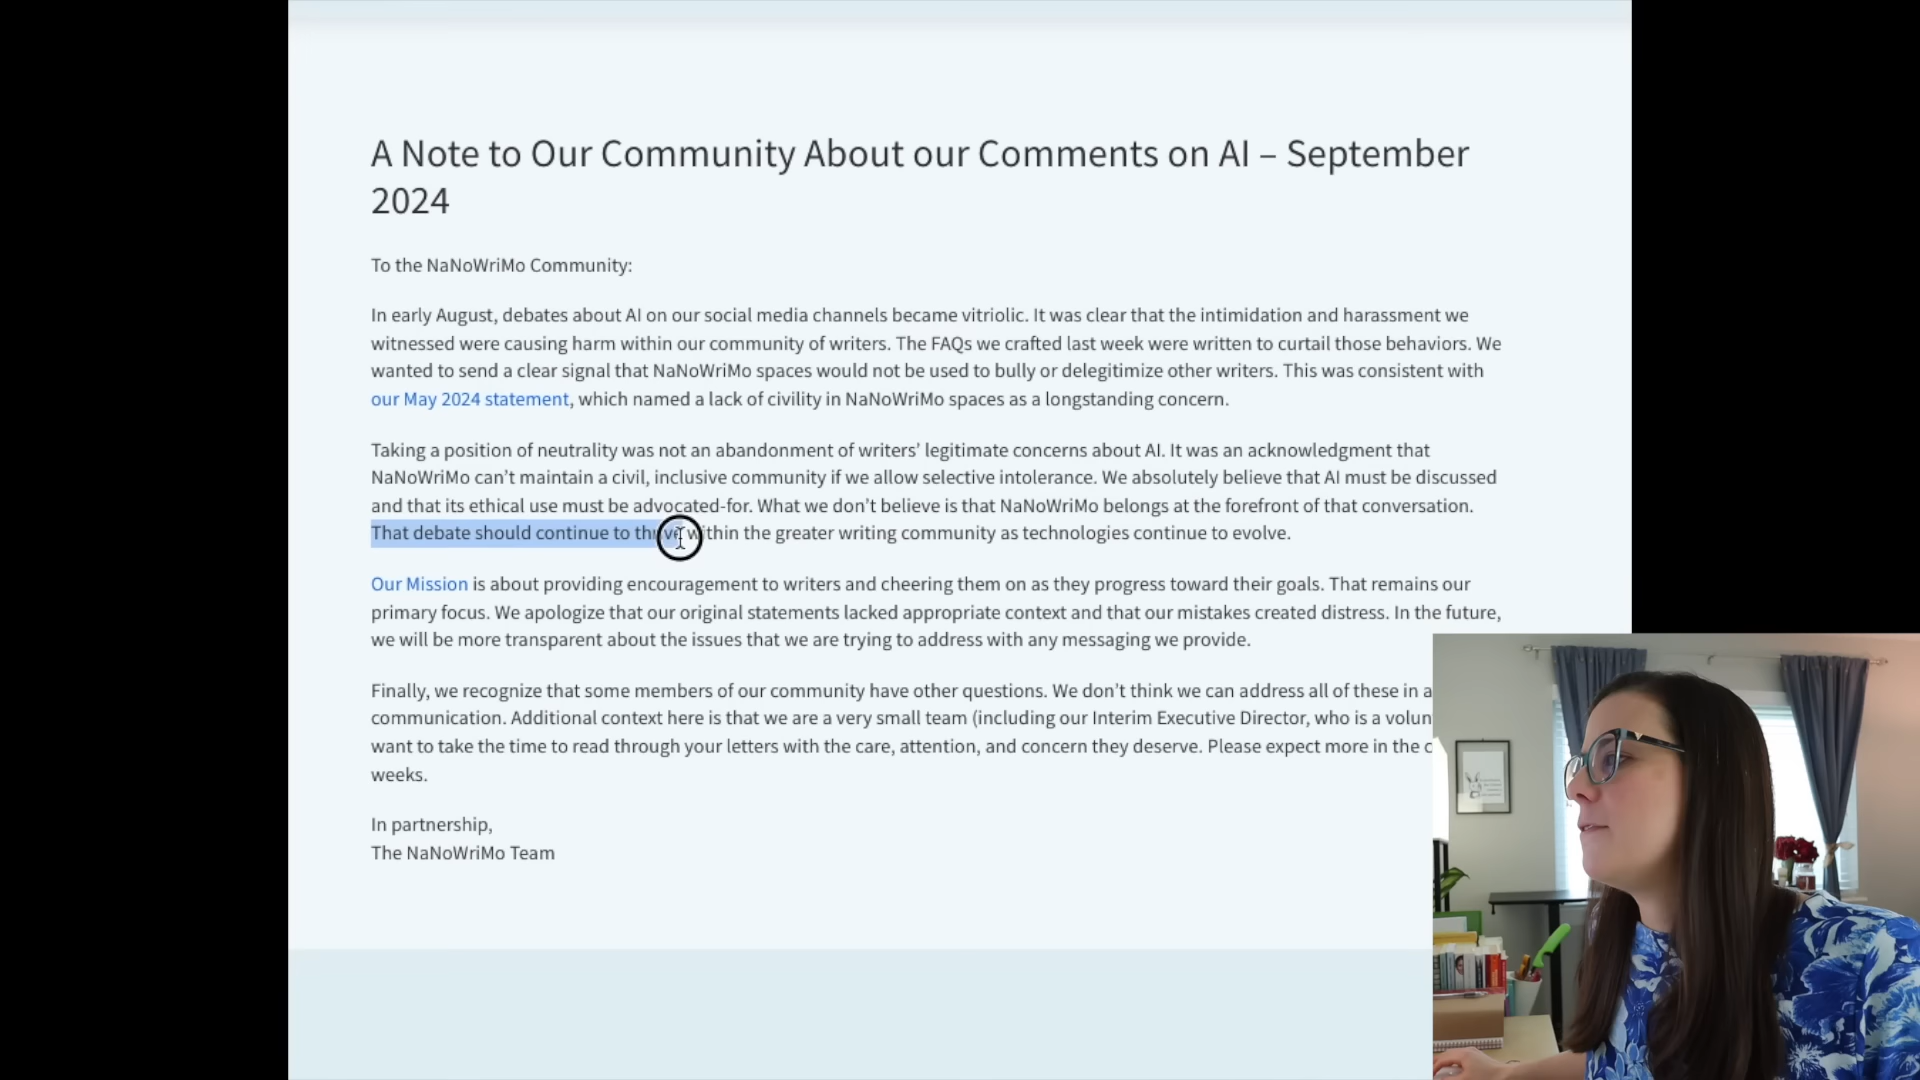 A Note to Our Community About our Comments on AI – September
2024
To the NaNoWriMo Community:
In early August, debates about AI on our social media channels became vitriolic. It was clear that the intimidation and harassment we
witnessed were causing harm within our community of writers. The FAQs we crafted last week were written to curtail those behaviors. We
wanted to send a clear signal that NaNoWriMo spaces would not be used to bully or delegitimize other writers. This was consistent with
our May 2024 statement, which named a lack of civility in NaNoWriMo spaces as a longstanding concern.
Taking a position of neutrality was not an abandonment of writers’ legitimate concerns about AI. It was an acknowledgment that
NaNoWriMo can’t maintain a civil, inclusive community if we allow selective intolerance. We absolutely believe that AI must be discussed
and that its ethical use must be advocated-for. What we don’t believe is that NaNoWriMo belongs at the forefront of that conversation.
That debate should continue to thrive within the greater writing community as technologies continue to evolve.
Our Mission is about providing encouragement to writers and cheering them on as they progress toward their goals. That remains our
primary focus. We apologize that our original statements lacked appropriate context and that our mistakes created distress. In the future,
we will be more transparent about the issues that we are trying to address with any messaging we provide.
Finally, we recognize that some members of our community have other questions. We don’t think we can address all of these in a
communication. Additional context here is that we are a very small team (including our Interim Executive Director, who is a volun
want to take the time to read through your letters with the care, attention, and concern they deserve. Please expect more in the c
weeks.
In partnership,
The NaNoWriMo Team